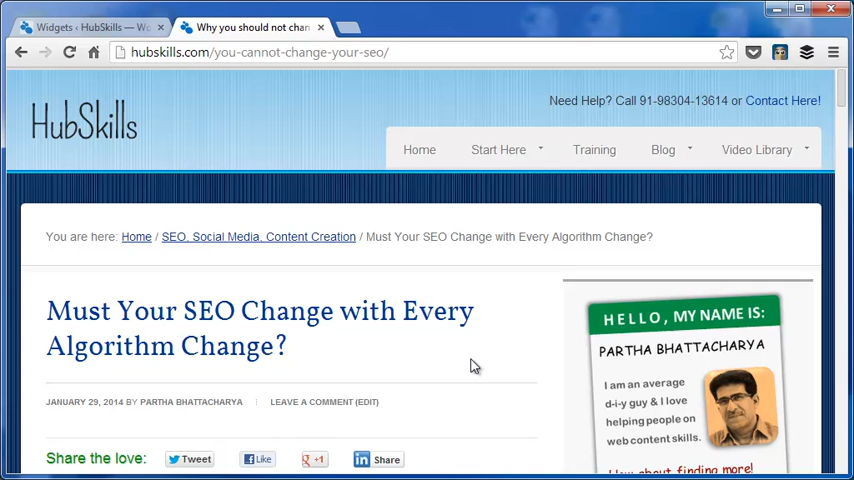 Widgets ‹ HubSkills — Wo
Why you should not chan
hubskills.com/you-cannot-change-your-seo/
HubSkills
Need Help? Call 91-98304-13614 or Contact Here!
Home Start Here Training Blog Video Library
You are here: Home / SEO, Social Media, Content Creation / Must Your SEO Change with Every Algorithm Change?
Must Your SEO Change with Every
Algorithm Change?
JANUARY 29, 2014 BY PARTHA BHATTACHARYA LEAVE A COMMENT (EDIT)
Share the love: Tweet Like +1 Share
HELLO, MY NAME IS:
PARTHA BHATTACHARYA
I am an average
d-i-y guy & I love
helping people on
web content skills.
How about finding more!